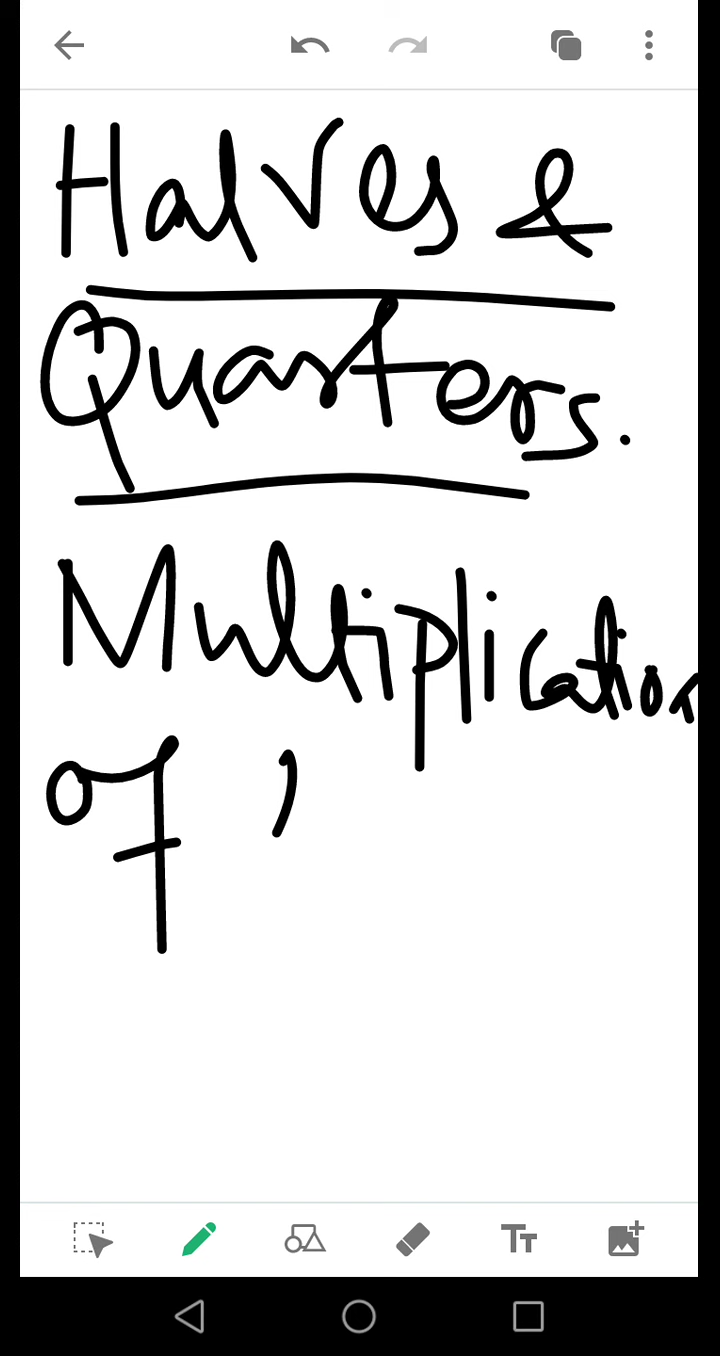 Halves &
Quarters.
Multiplication
of ,